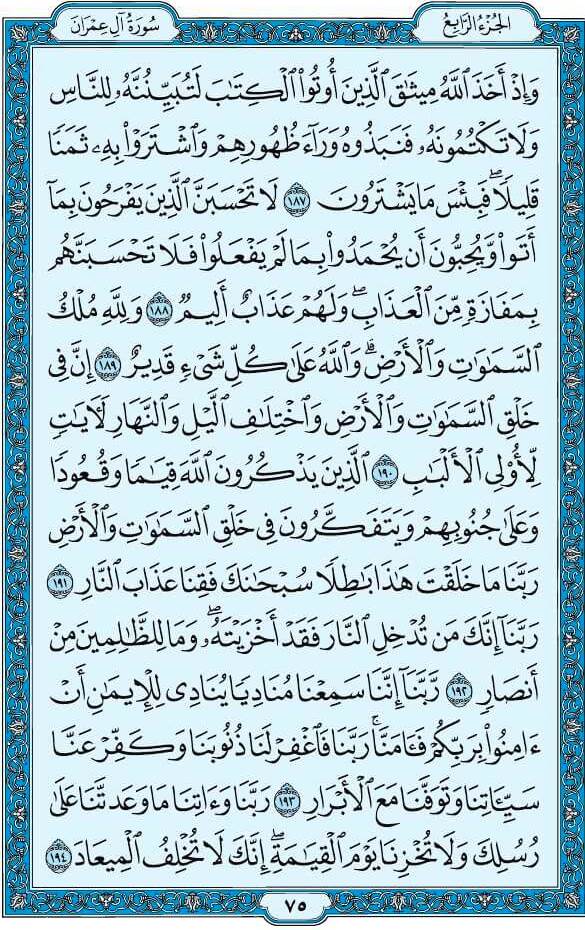 الجُزْءُ الرَّابِعُ
سُورَةُ آلِ عِمْرَانَ
وَإِذْ أَخَذَ ٱللَّهُ مِيثَٰقَ ٱلَّذِينَ أُوتُوا۟ ٱلْكِتَٰبَ لَتُبَيِّنُنَّهُۥ لِلنَّاسِ
وَلَا تَكْتُمُونَهُۥ فَنَبَذُوهُ وَرَآءَ ظُهُورِهِمْ وَٱشْتَرَوْا۟ بِهِۦ ثَمَنًا
قَلِيلًا ۖ فَبِئْسَ مَا يَشْتَرُونَ ١٨٧ لَا تَحْسَبَنَّ ٱلَّذِينَ يَفْرَحُونَ بِمَآ
أَتَوا۟ وَّيُحِبُّونَ أَن يُحْمَدُوا۟ بِمَا لَمْ يَفْعَلُوا۟ فَلَا تَحْسَبَنَّهُم
بِمَفَازَةٍ مِّنَ ٱلْعَذَابِ ۖ وَلَهُمْ عَذَابٌ أَلِيمٌ ١٨٨ وَلِلَّهِ مُلْكُ
ٱلسَّمَٰوَٰتِ وَٱلْأَرْضِ ۗ وَٱللَّهُ عَلَىٰ كُلِّ شَىْءٍ قَدِيرٌ ١٨٩ إِنَّ فِى
خَلْقِ ٱلسَّمَٰوَٰتِ وَٱلْأَرْضِ وَٱخْتِلَٰفِ ٱلَّيْلِ وَٱلنَّهَارِ لَءَايَٰتٍ
لِّأُو۟لِى ٱلْأَلْبَٰبِ ١٩٠ ٱلَّذِينَ يَذْكُرُونَ ٱللَّهَ قِيَٰمًا وَقُعُودًا
وَعَلَىٰ جُنُوبِهِمْ وَيَتَفَكَّرُونَ فِى خَلْقِ ٱلسَّمَٰوَٰتِ وَٱلْأَرْضِ
رَبَّنَا مَا خَلَقْتَ هَٰذَا بَٰطِلًا سُبْحَٰنَكَ فَقِنَا عَذَابَ ٱلنَّارِ ١٩١
رَبَّنَآ إِنَّكَ مَن تُدْخِلِ ٱلنَّارَ فَقَدْ أَخْزَيْتَهُۥ ۖ وَمَا لِلظَّٰلِمِينَ مِنْ
أَنصَارٍ ١٩٢ رَّبَّنَآ إِنَّنَا سَمِعْنَا مُنَادِيًا يُنَادِى لِلْإِيمَٰنِ أَنْ
ءَامِنُوا۟ بِرَبِّكُمْ فَـَٔامَنَّا ۚ رَبَّنَا فَٱغْفِرْ لَنَا ذُنُوبَنَا وَكَفِّرْ عَنَّا
سَيِّـَٔاتِنَا وَتَوَفَّنَا مَعَ ٱلْأَبْرَارِ ١٩٣ رَبَّنَا وَءَاتِنَا مَا وَعَدتَّنَا عَلَىٰ
رُسُلِكَ وَلَا تُخْزِنَا يَوْمَ ٱلْقِيَٰمَةِ ۗ إِنَّكَ لَا تُخْلِفُ ٱلْمِيعَادَ ١٩٤
٧٥